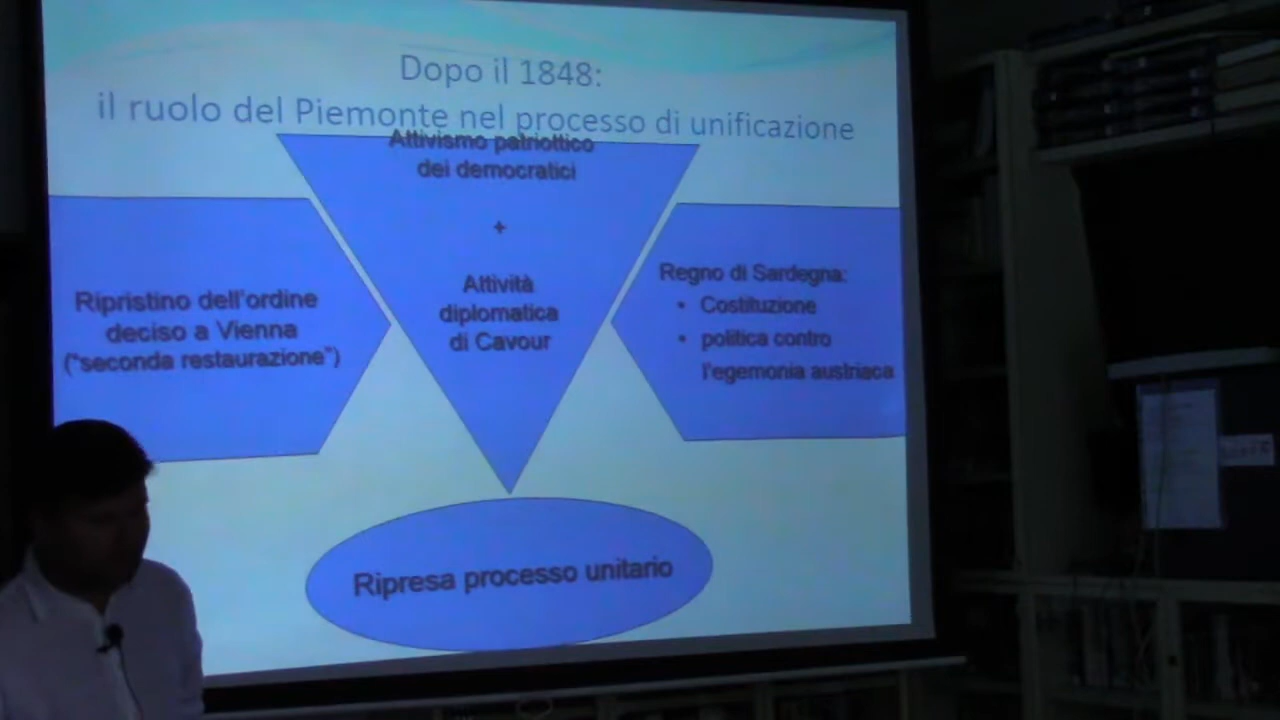 Dopo il 1848:
il ruolo del Piemonte nel processo di unificazione
Attivismo patriottico
dei democratici
+
Attività
diplomatica
di Cavour
Ripristino dell'ordine
deciso a Vienna
("seconda restaurazione")
Regno di Sardegna:
• Costituzione
• politica contro
l'egemonia austriaca
Ripresa processo unitario